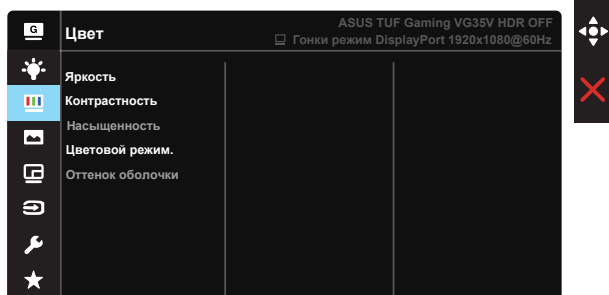 G
Цвет
ASUS TUF Gaming VG35V HDR OFF
Гонки режим DisplayPort 1920x1080@60Hz
Яркость
Контрастность
Насыщенность
Цветовой режим.
Оттенок оболочки